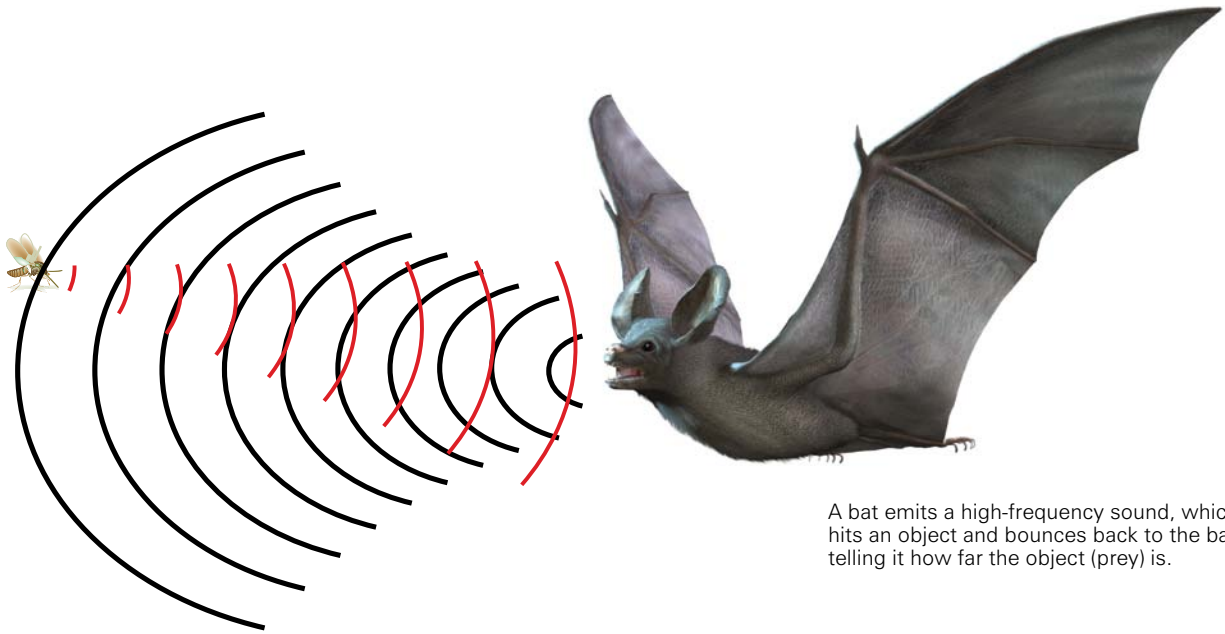 A bat emits a high-frequency sound, whic
hits an object and bounces back to the ba
telling it how far the object (prey) is.